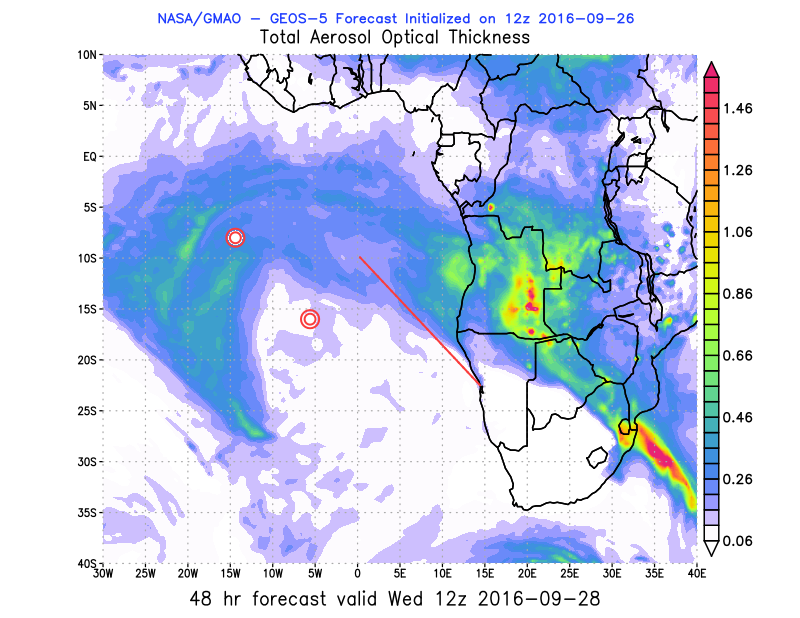 NASA/GMAO - GEOS-5 Forecast Initialized on 12z 2016-09-26
Total Aerosol Optical Thickness
10N
5N
EQ
5S
10S
15S
20S
25S
30S
35S
40S
30W 25W 20W 15W 10W 5W 0 5E 10E 15E 20E 25E 30E 35E 40E
1.46
1.26
1.06
0.86
0.66
0.46
0.26
0.06
48 hr forecast valid Wed 12z 2016-09-28